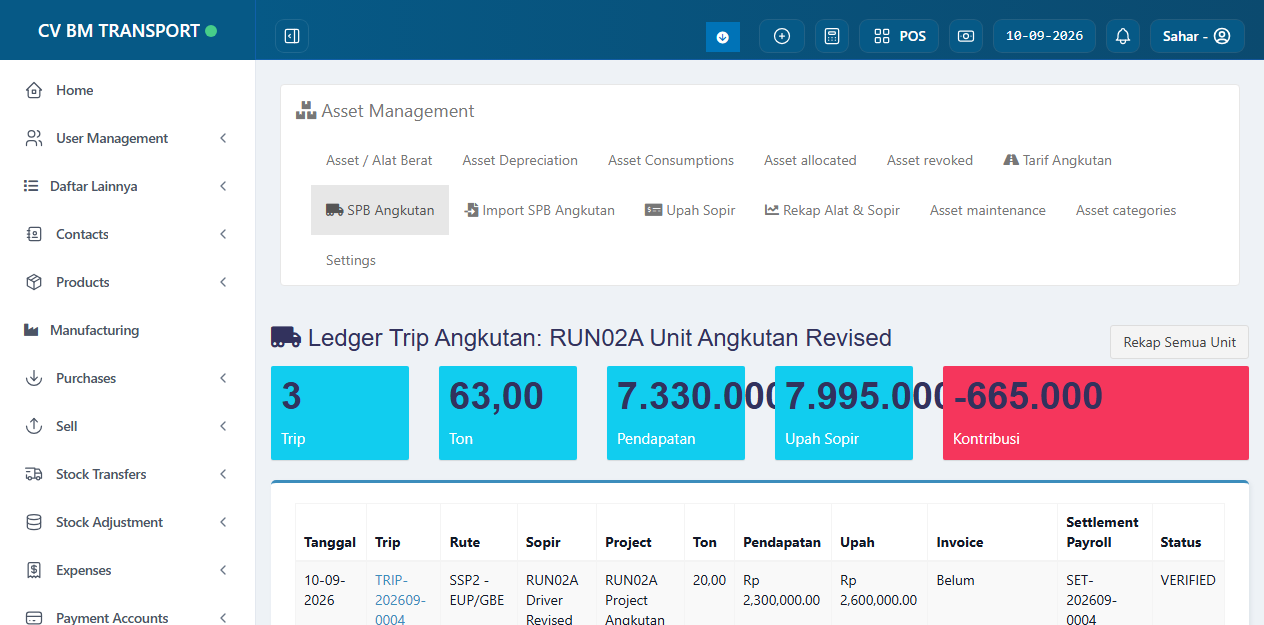 CV BM TRANSPORT
POS
10-09-2026
Sahar -
Home
User Management
Daftar Lainnya
Contacts
Products
Manufacturing
Purchases
Sell
Stock Transfers
Stock Adjustment
Expenses
Payment Accounts
Asset Management
Asset / Alat Berat
Asset Depreciation
Asset Consumptions
Asset allocated
Asset revoked
Tarif Angkutan
SPB Angkutan
Import SPB Angkutan
Upah Sopir
Rekap Alat & Sopir
Asset maintenance
Asset categories
Settings
Ledger Trip Angkutan: RUN02A Unit Angkutan Revised
Rekap Semua Unit
3
Trip
63,00
Ton
7.330.000
Pendapatan
7.995.000
Upah Sopir
-665.000
Kontribusi
Tanggal
Trip
Rute
Sopir
Project
Ton
Pendapatan
Upah
Invoice
Settlement
Payroll
Status
10-09-
2026
TRIP-
202609-
0004
SSP2 -
EUP/GBE
RUN02A
Driver
Revised
RUN02A
Project
Angkutan
20,00
Rp
2,300,000.00
Rp
2,600,000.00
Belum
SET-
202609-
0004
VERIFIED